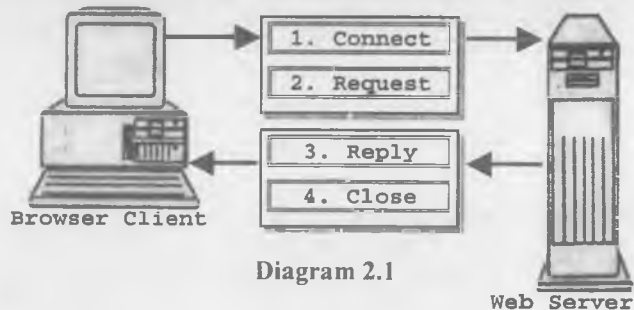 1. Connect
2. Request
3. Reply
4. Close
Browser Client
Diagram 2.1
Web Server